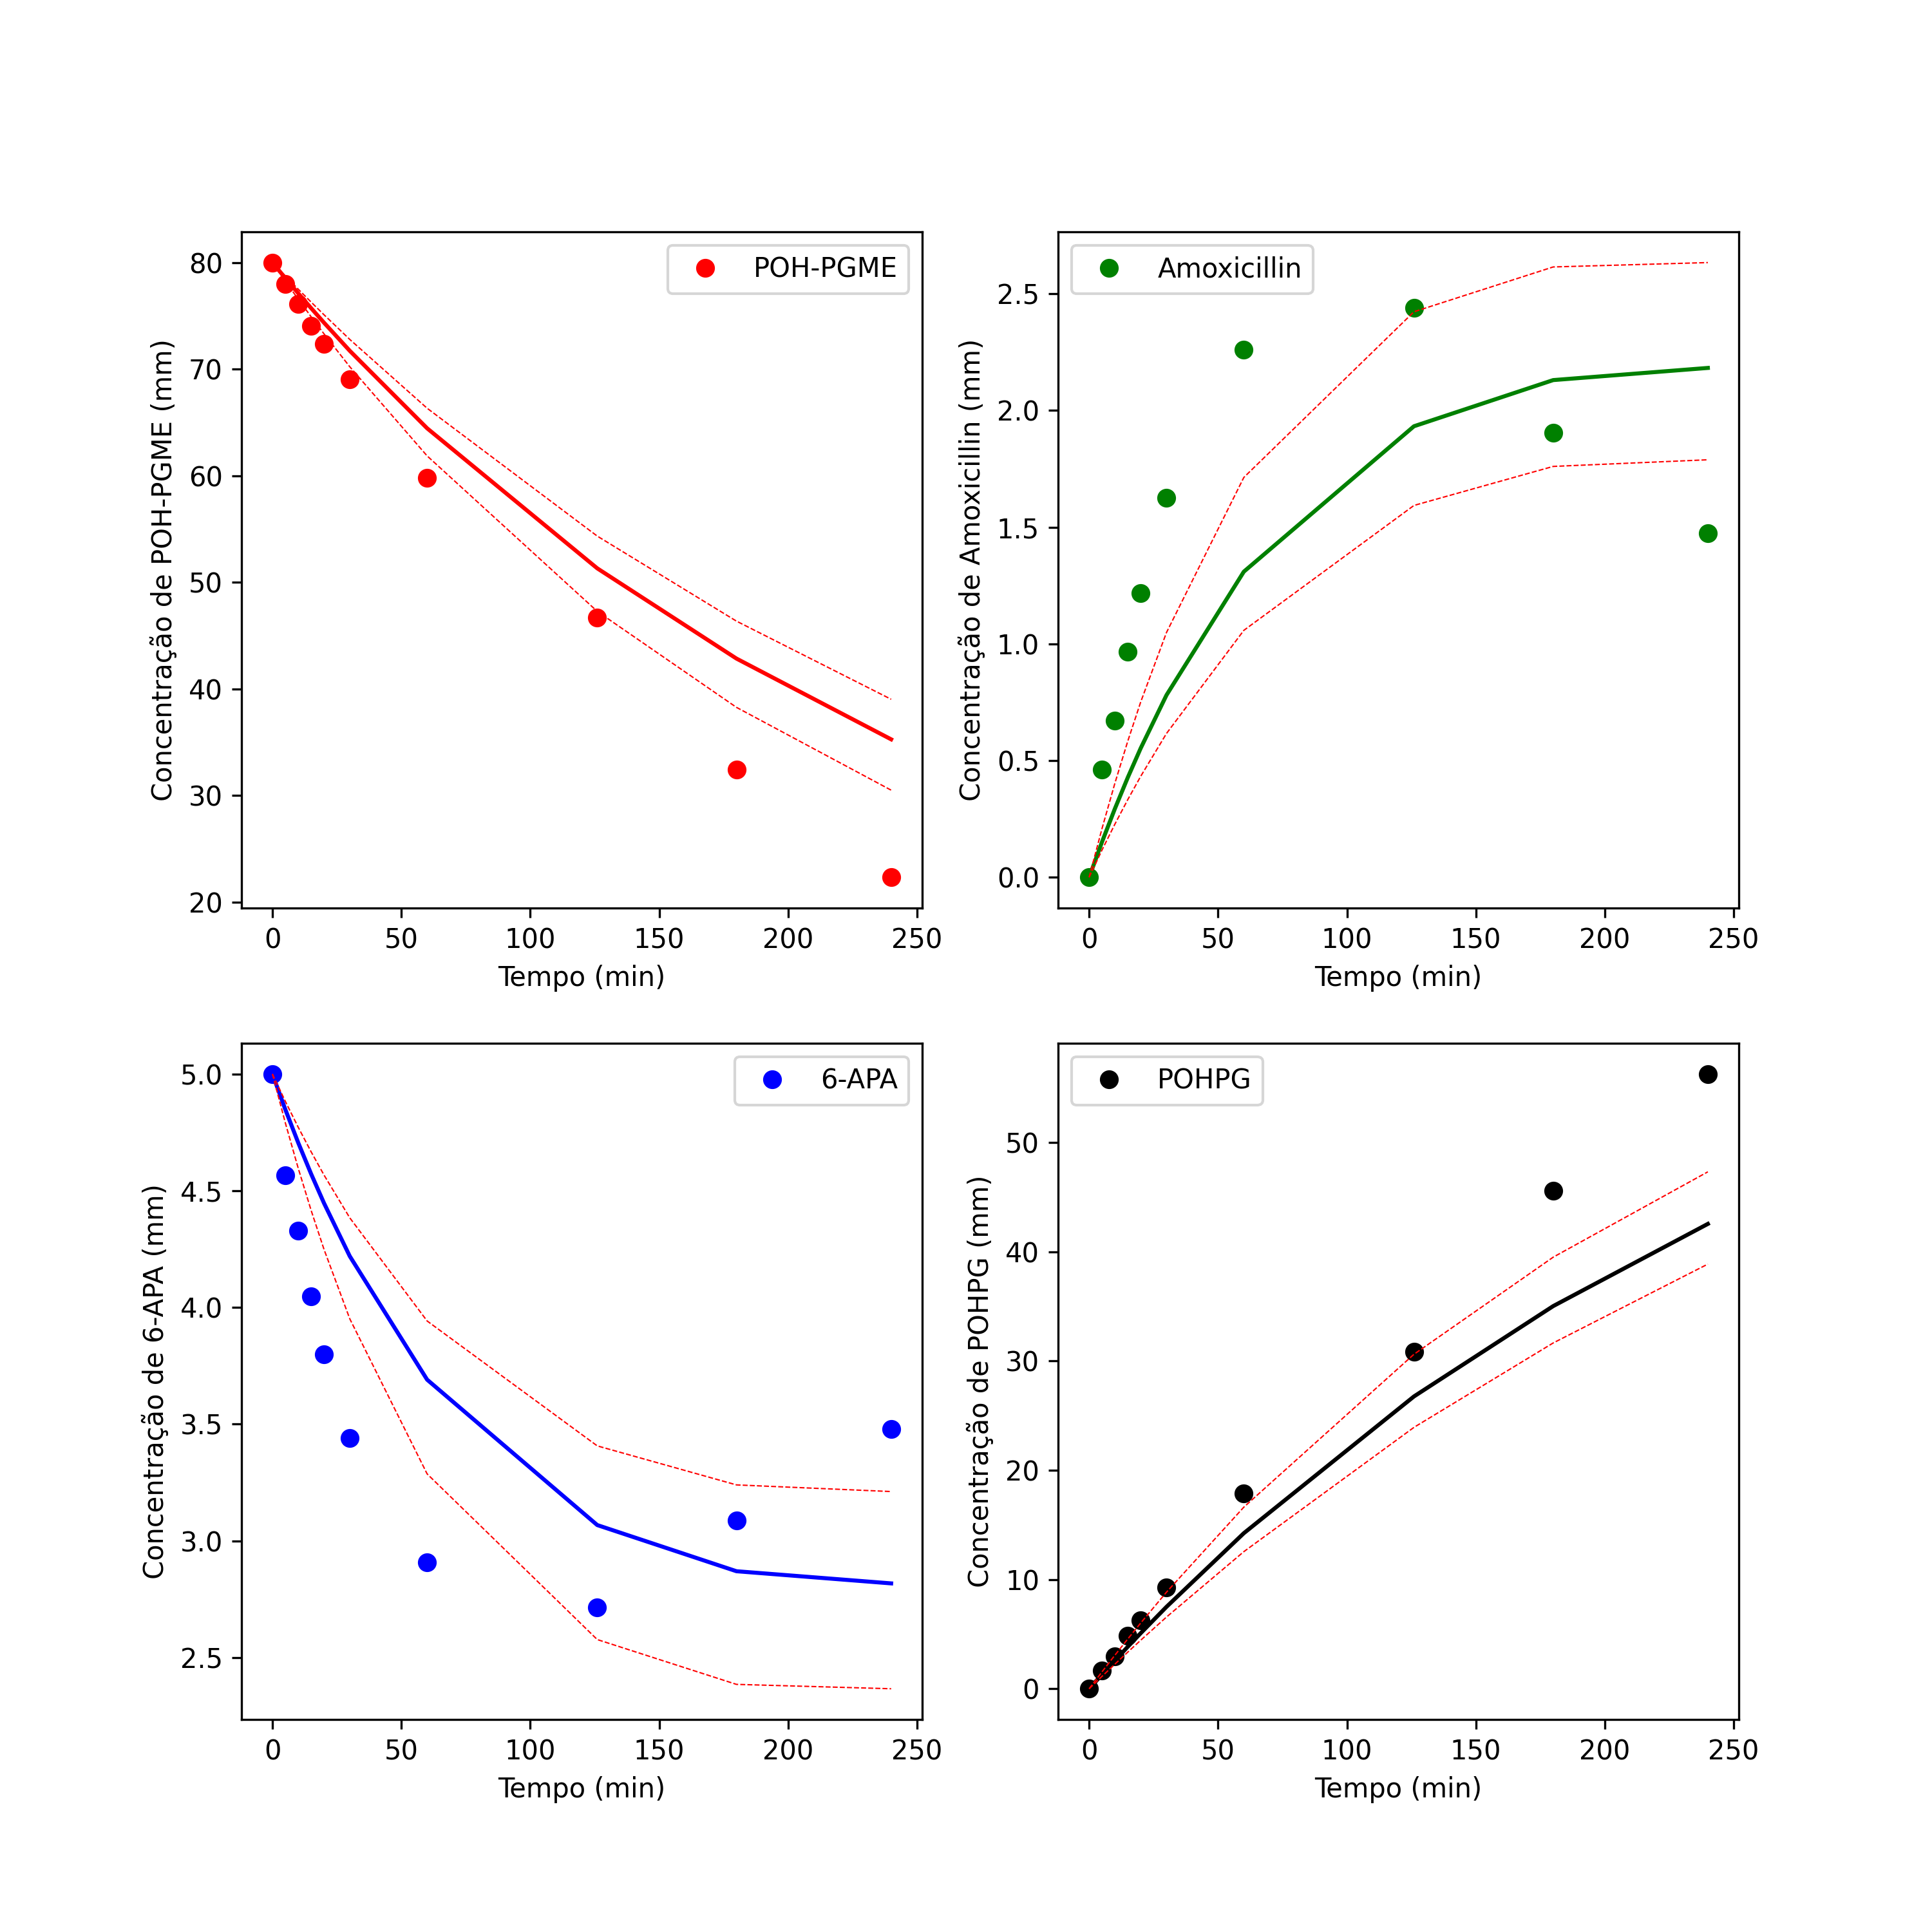 POH-PGME
Concentração de POH-PGME (mm)
80
70
60
50
40
30
20
0 50 100 150 200 250
Tempo (min)
Amoxicillin
Concentração de Amoxicillin (mm)
2.5
2.0
1.5
1.0
0.5
0.0
0 50 100 150 200 250
Tempo (min)
6-APA
Concentração de 6-APA (mm)
5.0
4.5
4.0
3.5
3.0
2.5
0 50 100 150 200 250
Tempo (min)
POHPG
Concentração de POHPG (mm)
50
40
30
20
10
0
0 50 100 150 200 250
Tempo (min)